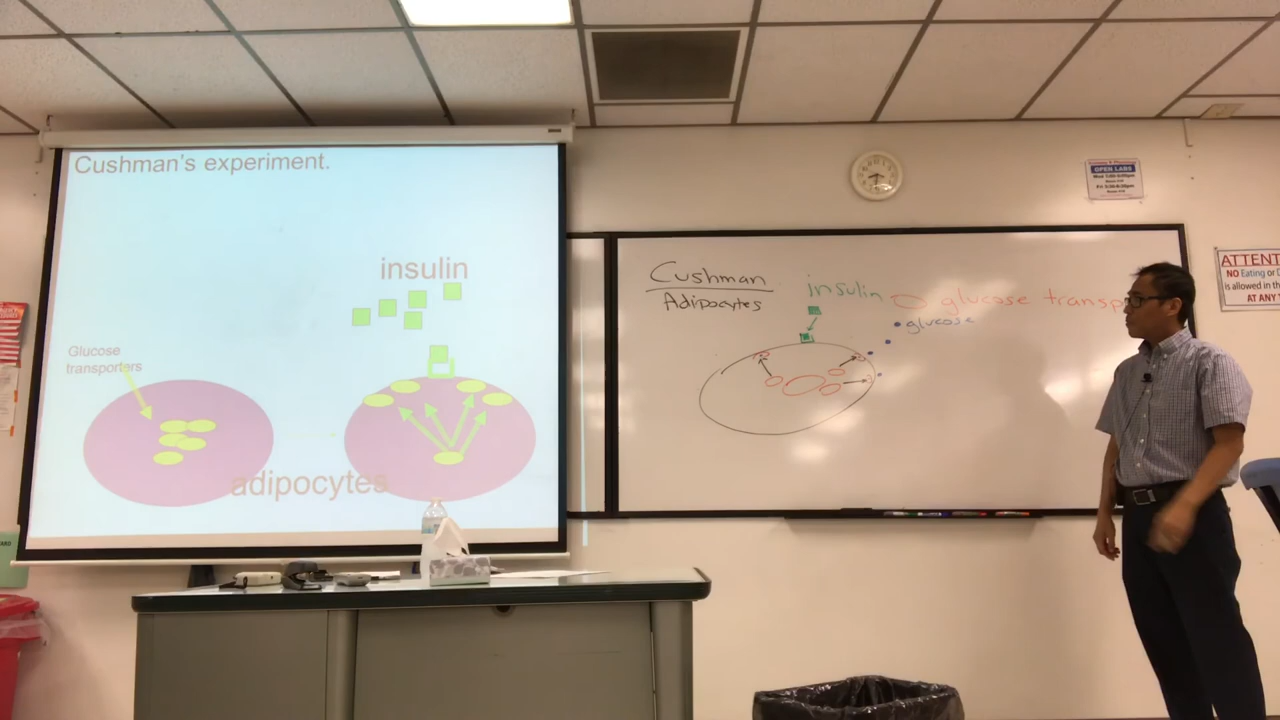 Cushman's experiment.
insulin
Glucose
transporters
adipocytes
Cushman
Adipocytes
insulin
glucose transp
glucose
OPEN LABS
ATTENT
NO Eating or D
is allowed in th
AT ANY